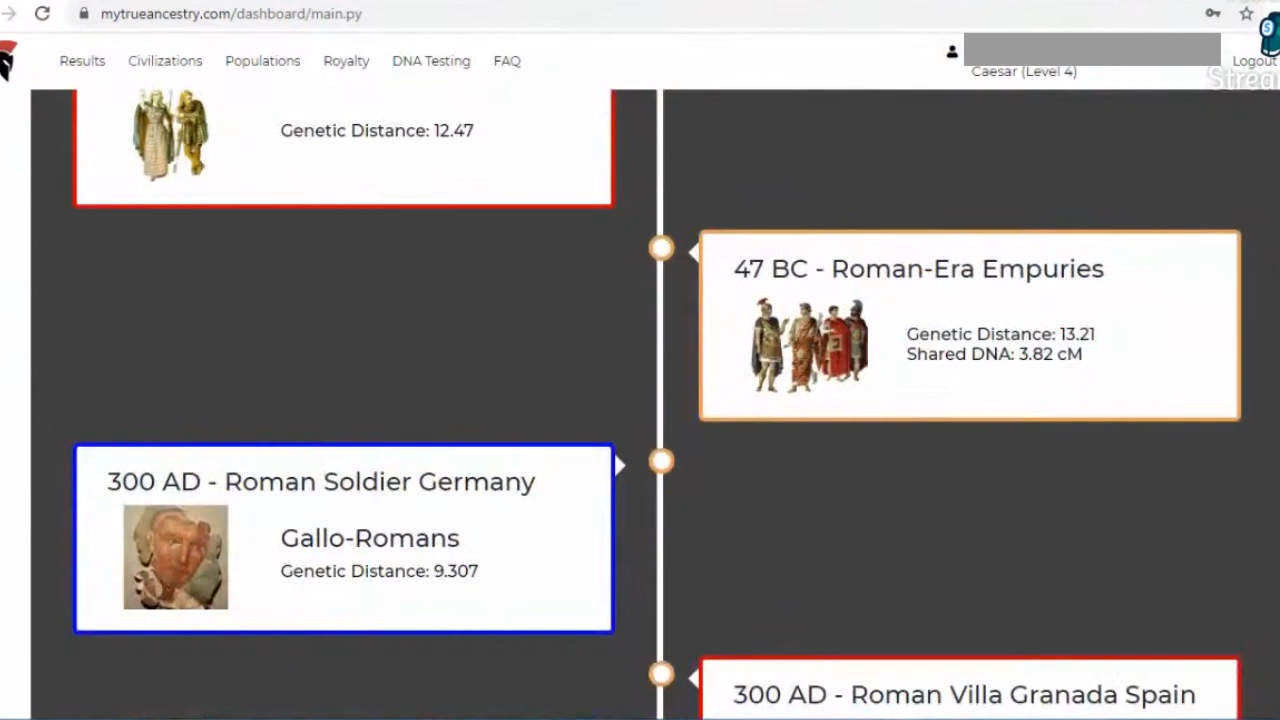 mytrueancestry.com/dashboard/main.py
Results Civilizations Populations Royalty DNA Testing FAQ
Caesar (Level 4)
Logout
Genetic Distance: 12.47
47 BC - Roman-Era Empuries
Genetic Distance: 13.21
Shared DNA: 3.82 cM
300 AD - Roman Soldier Germany
Gallo-Romans
Genetic Distance: 9.307
300 AD - Roman Villa Granada Spain